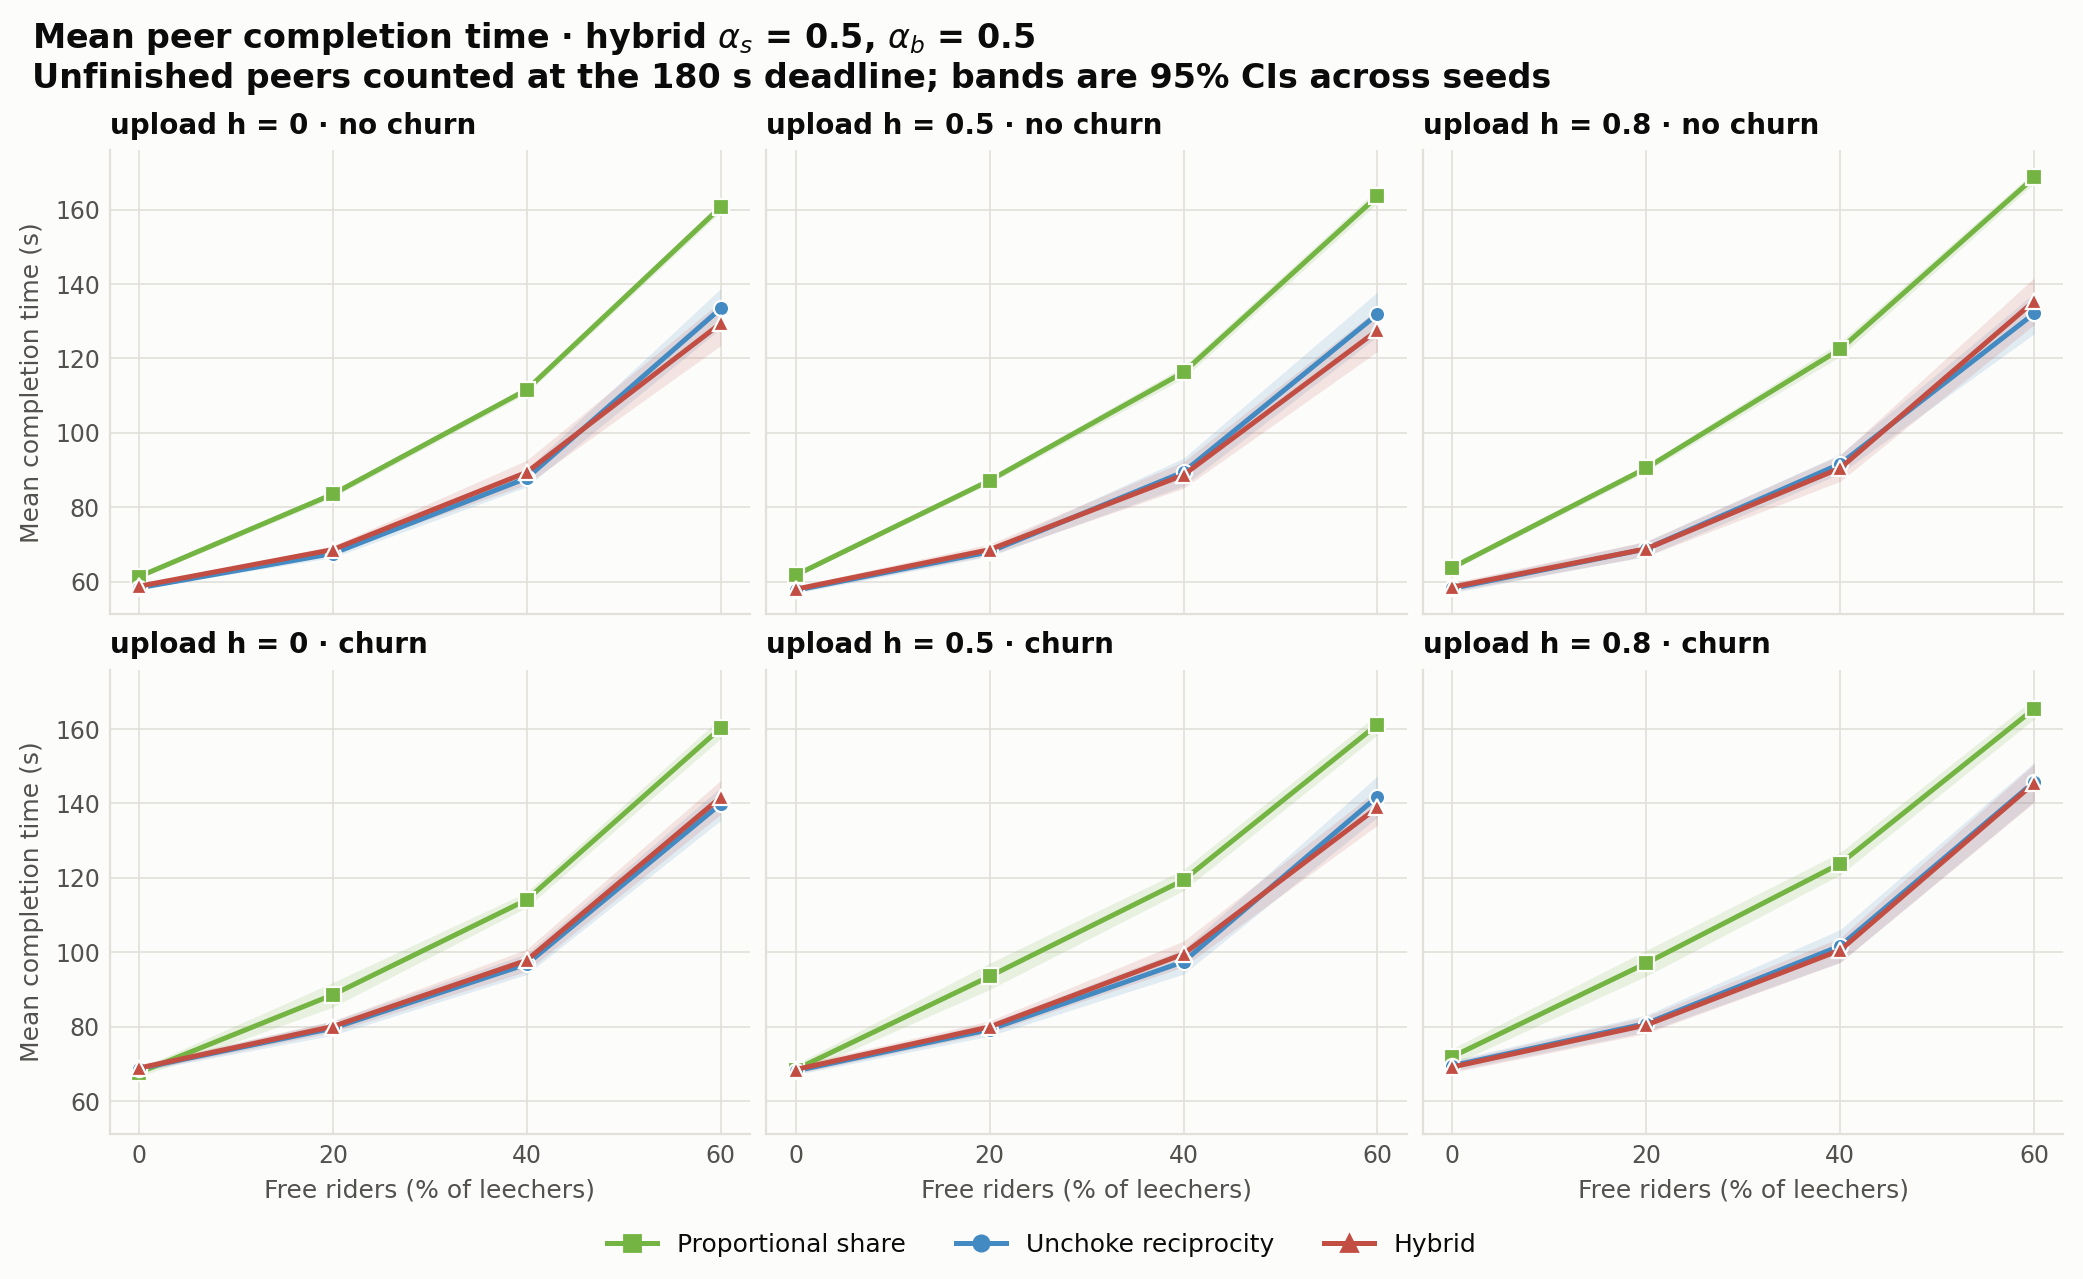 Mean peer completion time · hybrid αs = 0.5, αb = 0.5
Unfinished peers counted at the 180 s deadline; bands are 95% CIs across seeds
upload h = 0 · no churn
upload h = 0.5 · no churn
upload h = 0.8 · no churn
Mean completion time (s)
160
140
120
100
80
60
upload h = 0 · churn
upload h = 0.5 · churn
upload h = 0.8 · churn
Mean completion time (s)
160
140
120
100
80
60
0 20 40 60
0 20 40 60
0 20 40 60
Free riders (% of leechers)
Free riders (% of leechers)
Free riders (% of leechers)
Proportional share
Unchoke reciprocity
Hybrid